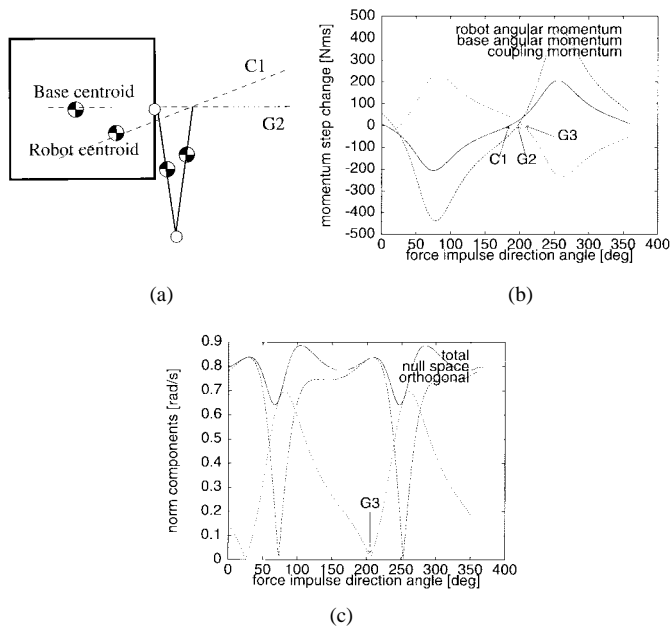 Base centroid
Robot centroid
C1
G2
(a)
momentum step change [Nms]
500
400
300
200
100
0
-100
-200
-300
-400
-500
robot angular momentum
base angular momentum
coupling momentum
C1
G2
G3
0 50 100 150 200 250 300 350 400
force impulse direction angle [deg]
(b)
norm components [rad/s]
0.9
0.8
0.7
0.6
0.5
0.4
0.3
0.2
0.1
0
total
null space
orthogonal
G3
0 50 100 150 200 250 300 350 400
force impulse direction angle [deg]
(c)